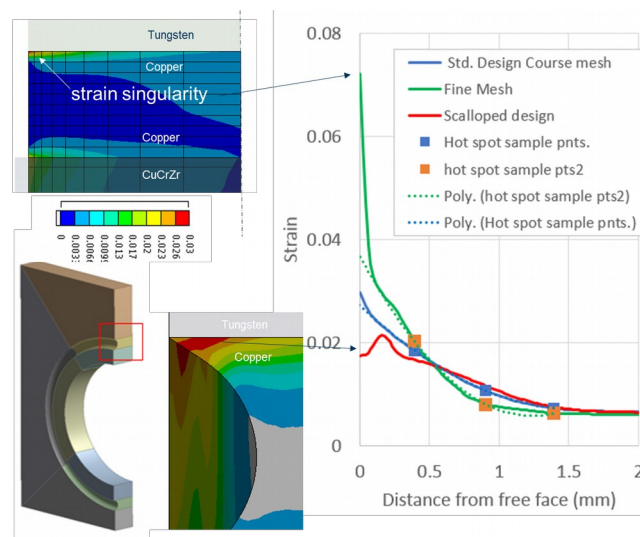 Tungsten
Copper
strain singularity
Copper
CuCrZr
0
0.0033
0.0066
0.0099
0.013
0.017
0.02
0.023
0.026
0.03
Tungsten
Copper
0.08
0.06
0.04
0.02
0
Strain
Std. Design Course mesh
Fine Mesh
Scalloped design
Hot spot sample pnts.
hot spot sample pts2
Poly. (hot spot sample pts2)
Poly. (Hot spot sample pnts.)
0
0.5
1
1.5
2
Distance from free face (mm)